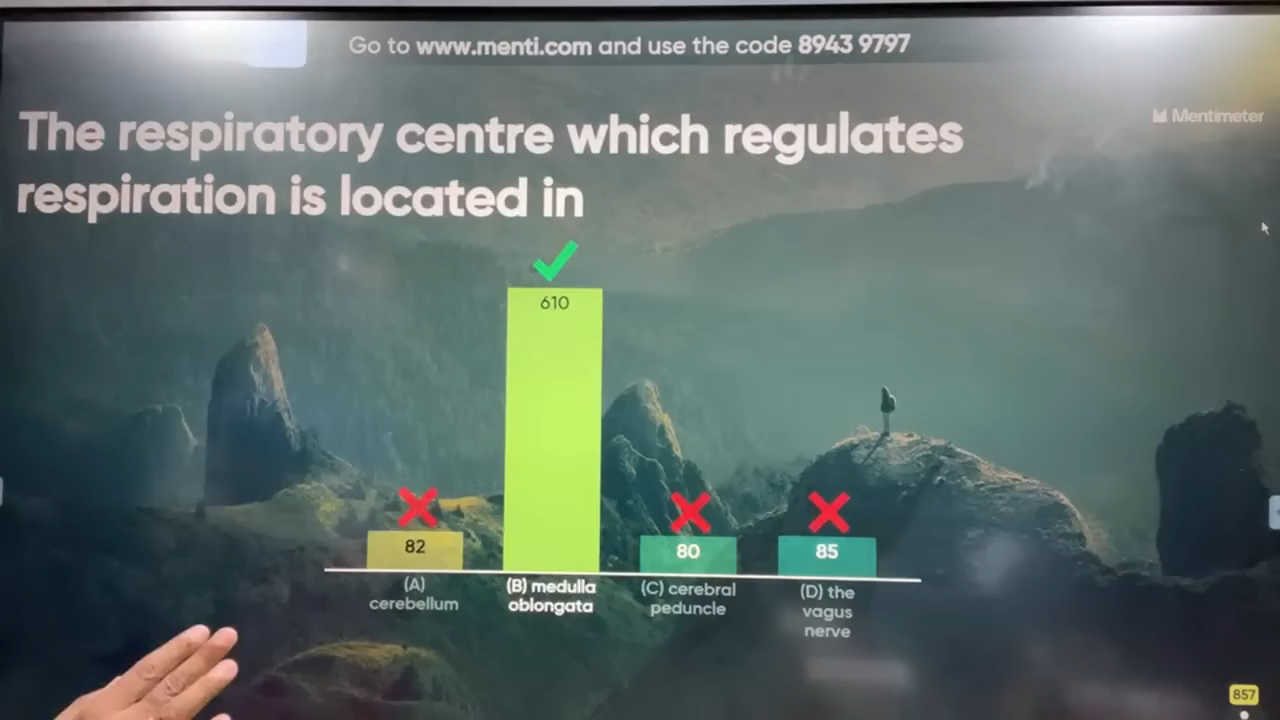 Go to www.menti.com and use the code 8943 9797
Mentimeter
The respiratory centre which regulates
respiration is located in
610
82
80
85
(A)
cerebellum
(B) medulla
oblongata
(C) cerebral
peduncle
(D) the
vagus
nerve
857